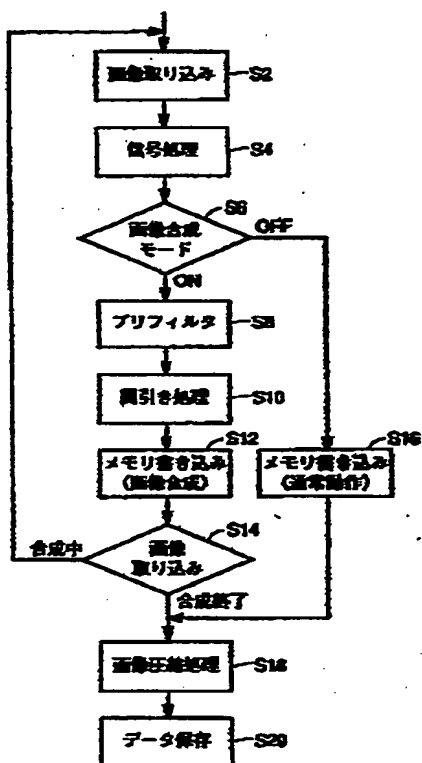 画像取り込み S2
信号処理 S4
画像合成
モード
S6
OFF
ON
プリフィルタ S8
間引き処理 S10
メモリ書き込み
(画像合成)
S12
メモリ書き込み
(通常動作)
S16
画像
取り込み
S14
合成中
合成終了
画像圧縮処理 S18
データ保存 S20